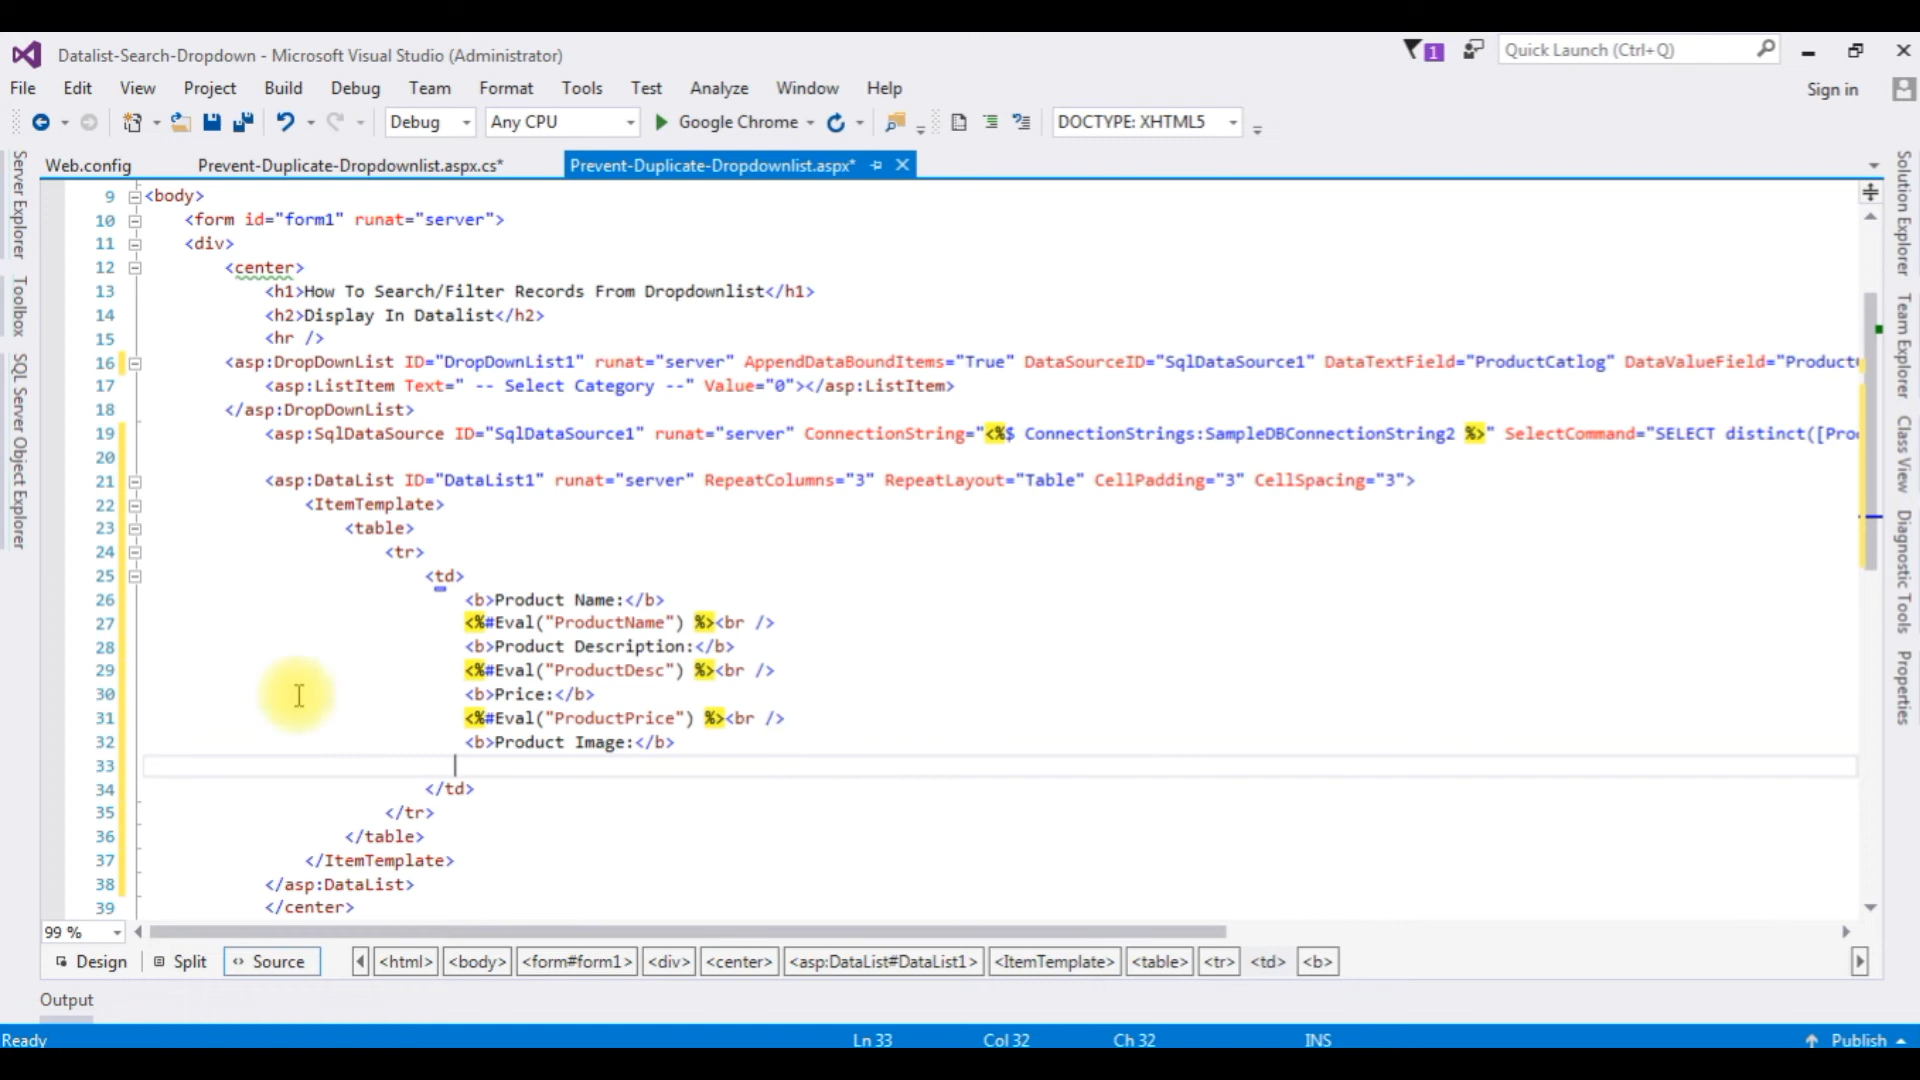 Datalist-Search-Dropdown - Microsoft Visual Studio (Administrator)
1
Quick Launch (Ctrl+Q)
File Edit View Project Build Debug Team Format Tools Test Analyze Window Help
Sign in
Debug Any CPU Google Chrome DOCTYPE: XHTML5
Web.config Prevent-Duplicate-Dropdownlist.aspx.cs* Prevent-Duplicate-Dropdownlist.aspx*
Server Explorer
Toolbox
SQL Server Object Explorer
9 <body>
10 <form id="form1" runat="server">
11 <div>
12 <center>
13 <h1>How To Search/Filter Records From Dropdownlist</h1>
14 <h2>Display In Datalist</h2>
15 <hr />
16 <asp:DropDownList ID="DropDownList1" runat="server" AppendDataBoundItems="True" DataSourceID="SqlDataSource1" DataTextField="ProductCatlog" DataValueField="Product
17 <asp:ListItem Text=" -- Select Category --" Value="0"></asp:ListItem>
18 </asp:DropDownList>
19 <asp:SqlDataSource ID="SqlDataSource1" runat="server" ConnectionString="<%$ ConnectionStrings:SampleDBConnectionString2 %>" SelectCommand="SELECT distinct([Pro
20
21 <asp:DataList ID="DataList1" runat="server" RepeatColumns="3" RepeatLayout="Table" CellPadding="3" CellSpacing="3">
22 <ItemTemplate>
23 <table>
24 <tr>
25 <td>
26 <b>Product Name:</b>
27 <%#Eval("ProductName") %><br />
28 <b>Product Description:</b>
29 <%#Eval("ProductDesc") %><br />
30 <b>Price:</b>
31 <%#Eval("ProductPrice") %><br />
32 <b>Product Image:</b>
33
34 </td>
35 </tr>
36 </table>
37 </ItemTemplate>
38 </asp:DataList>
39 </center>
Solution Explorer
Team Explorer
Class View
Diagnostic Tools
Properties
99 %
Design Split Source <html> <body> <form#form1> <div> <center> <asp:DataList#DataList1> <ItemTemplate> <table> <tr> <td> <b>
Output
Ready Ln 33 Col 32 Ch 32 INS Publish